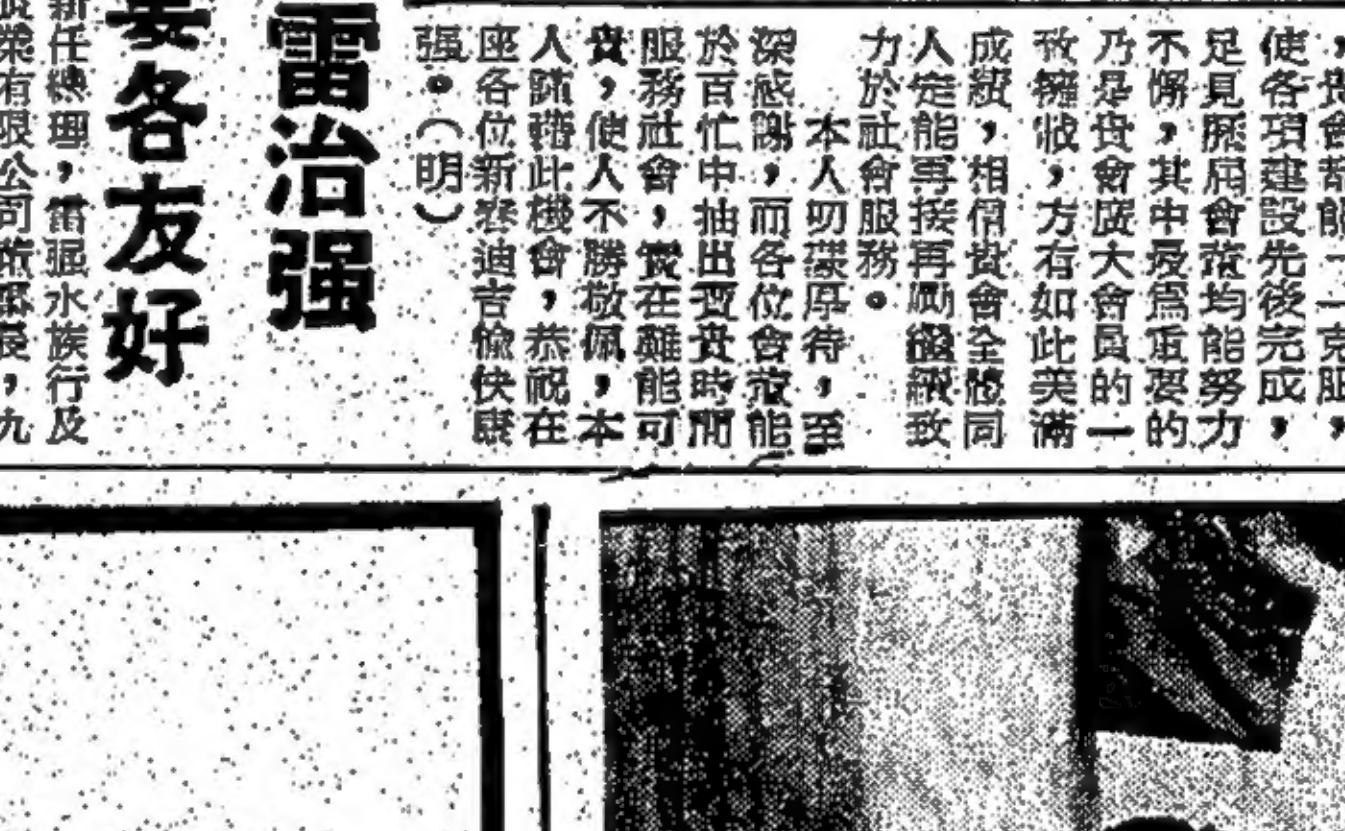 ，貴會都能一一克服，
使各項建設先後完成，
足見歷屆會董均能努力
不懈，其中最爲重要的
乃是貴會廣大會員的一
致擁戴，方有如此美滿
成績，相信貴會全體同
人定能再接再勵繼續致
力於社會服務。
本人叨蒙厚待，至
深感謝，而各位會董能
於百忙中抽出寶貴時間
服務社會，實在難能可
貴，使人不勝敬佩，本
人謹藉此機會，恭祝在
座各位新春迪吉愉快康
强。（明）
雷治强
宴各友好
新任總理，雷强水族行及
業有限公司 長，九